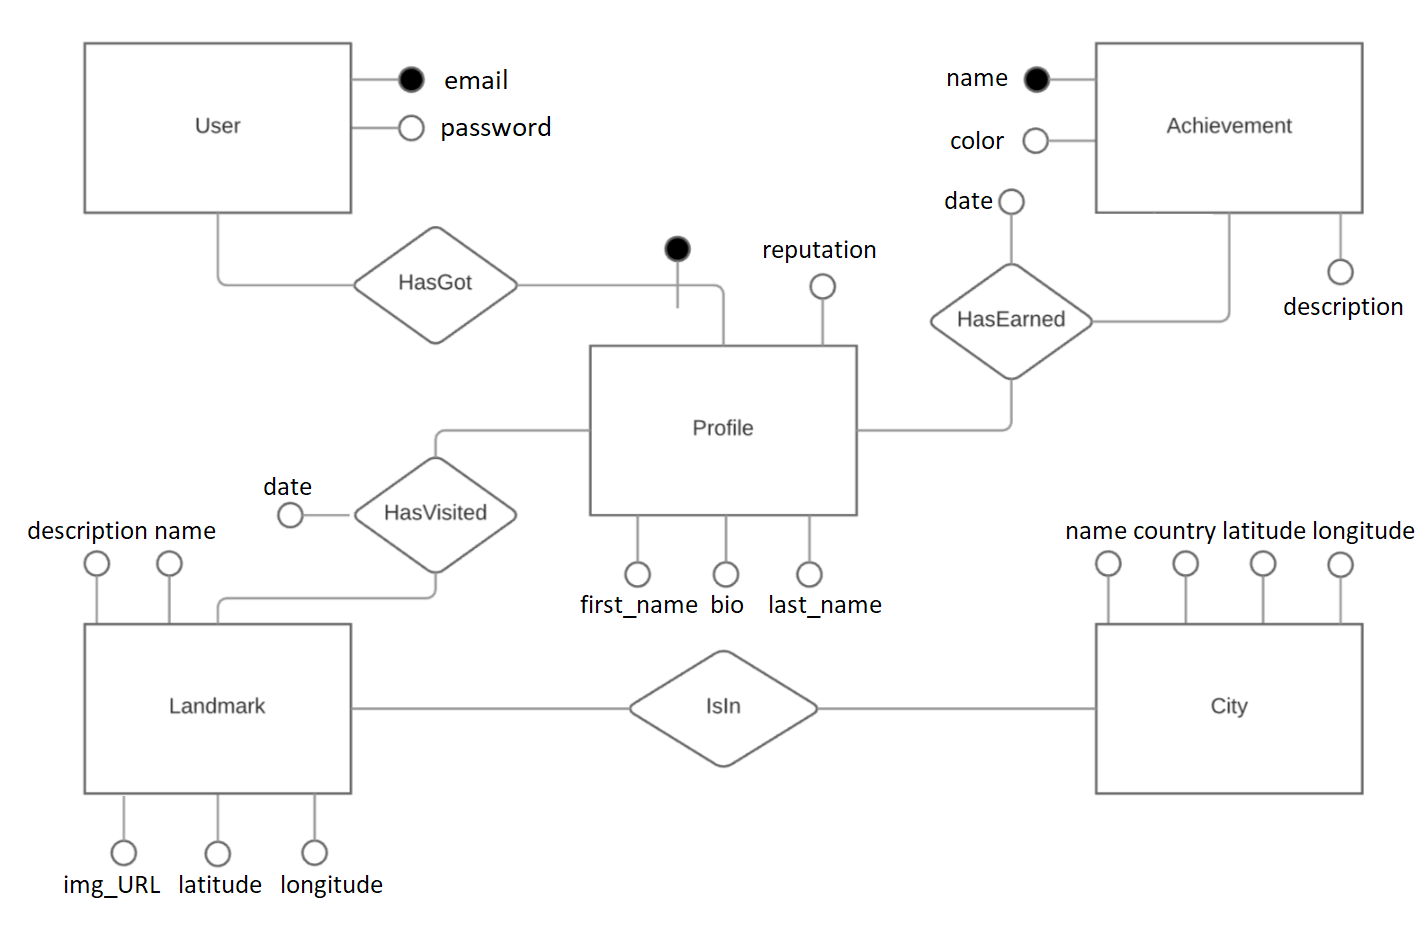 User
email
password
name
color
Achievement
date
description
HasGot
reputation
HasEarned
Profile
date
HasVisited
description name
first_name bio last_name
name country latitude longitude
Landmark
IsIn
City
img_URL latitude longitude